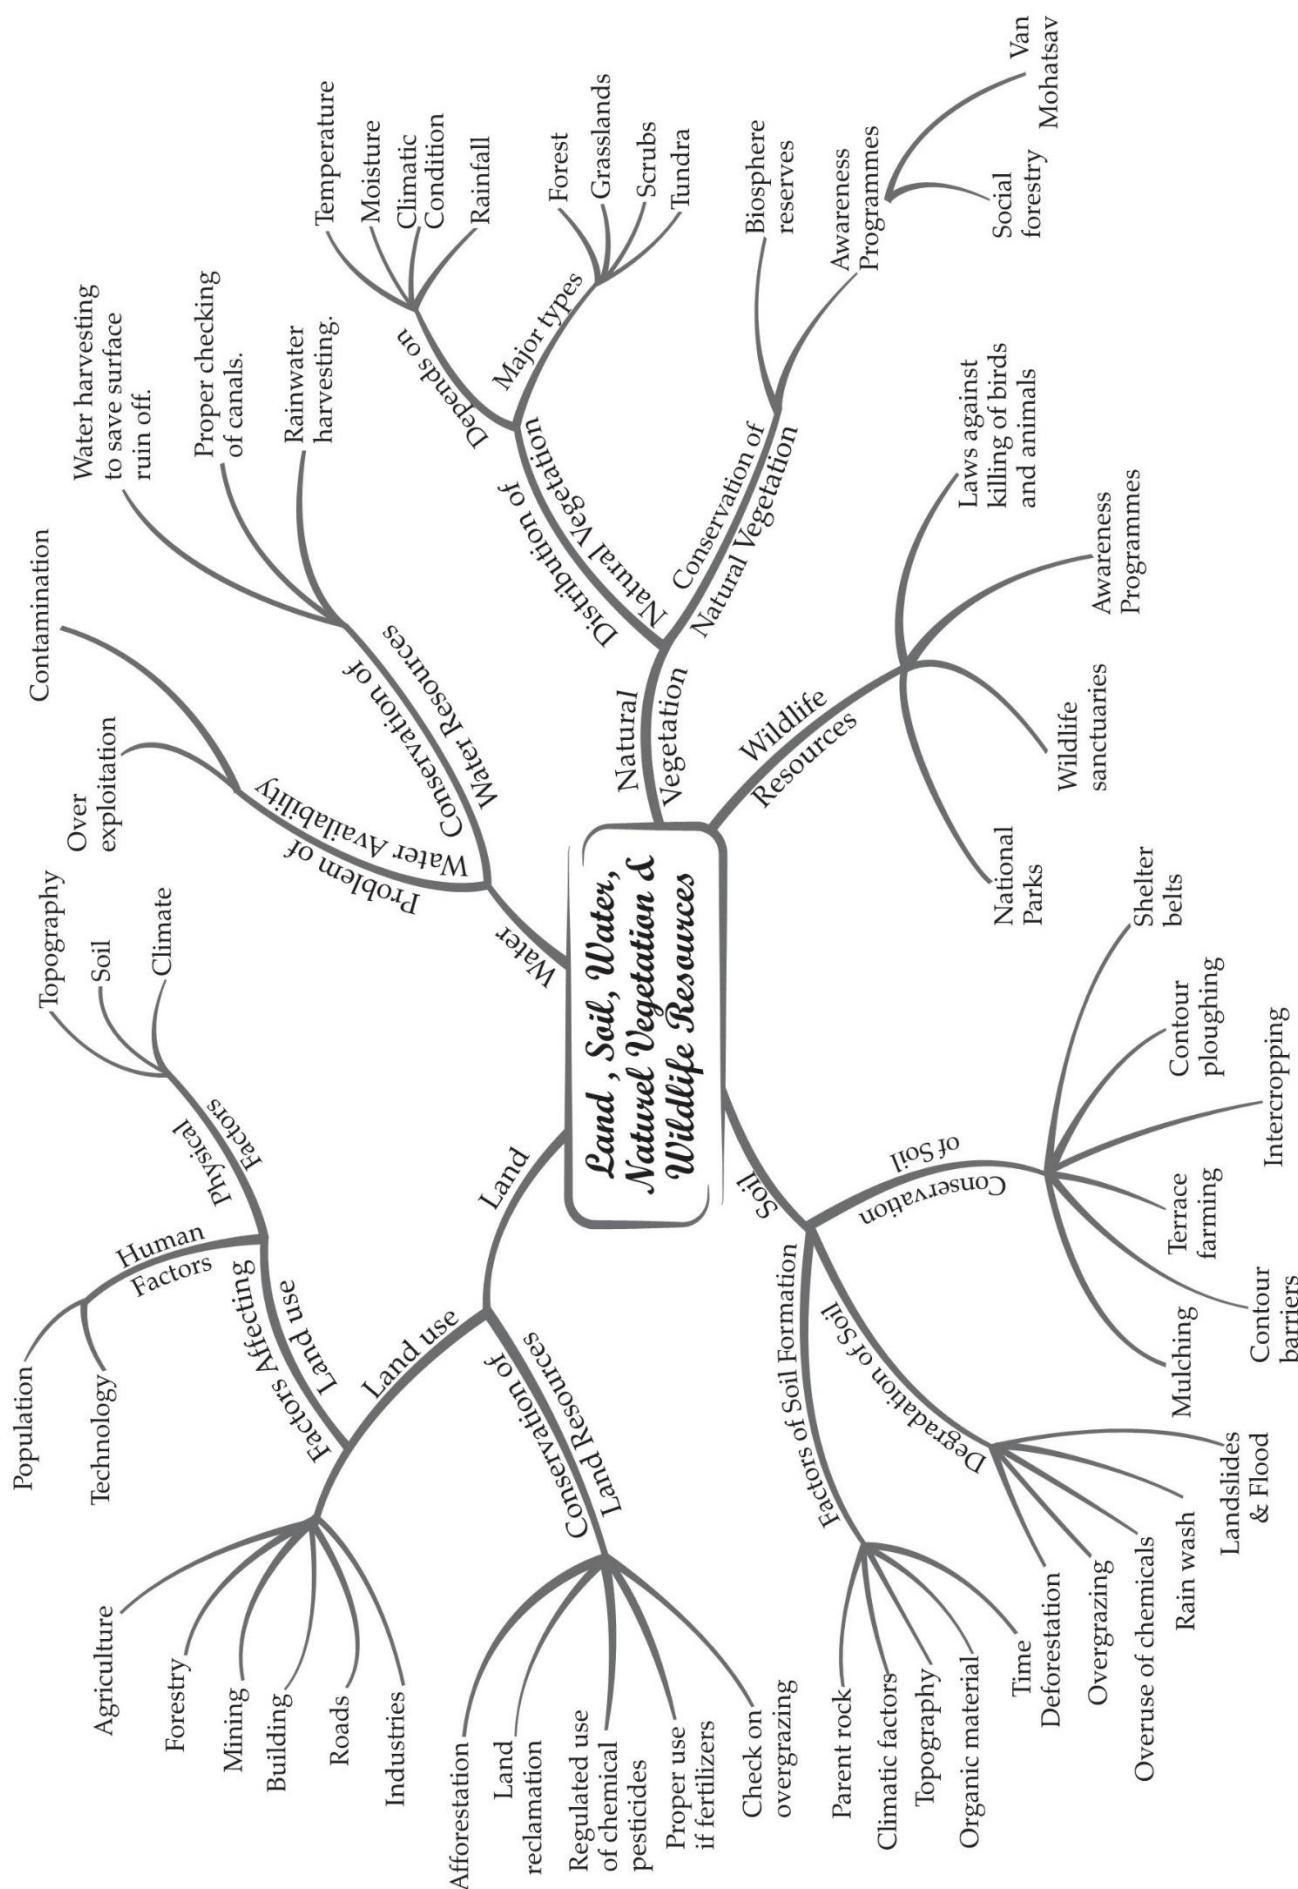 Land , Soil, Water,
Naturel Vegetation &
Wildlife Resources
Land
Land use
Agriculture
Forestry
Mining
Building
Roads
Industries
Factors Affecting
Land use
Human
Factors
Population
Technology
Physical
Factors
Topography
Soil
Climate
Conservation of
Land Resources
Afforestation
Land
reclamation
Regulated use
of chemical
pesticides
Proper use
if fertilizers
Check on
overgrazing
Water
Problem of
Water Availability
Over
exploitation
Contamination
Conservation of
Water Resources
Water harvesting
to save surface
ruin off.
Proper checking
of canals.
Rainwater
harvesting.
Natural
Vegetation
Distribution of
Natural Vegetation
Depends on
Temperature
Moisture
Climatic
Condition
Rainfall
Major types
Forest
Grasslands
Scrubs
Tundra
Conservation of
Natural Vegetation
Biosphere
reserves
Awareness
Programmes
Social
forestry
Van
Mohatsav
Wildlife
Resources
Laws against
killing of birds
and animals
Awareness
Programmes
Wildlife
sanctuaries
National
Parks
Soil
Factors of Soil Formation
Parent rock
Climatic factors
Topography
Organic material
Time
Degradation of Soil
Deforestation
Overgrazing
Overuse of chemicals
Rain wash
Landslides
& Flood
Conservation
of Soil
Mulching
Contour
barriers
Terrace
farming
Intercropping
Contour
ploughing
Shelter
belts